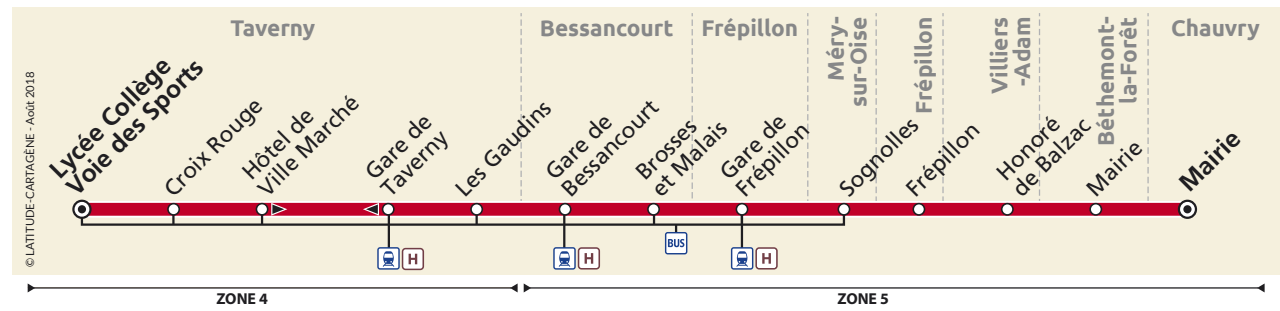 Taverny
Bessancourt
Frépillon
Méry-
sur-Oise
Frépillon
Villiers
-Adam
Béthemont-
la-Forêt
Chauvry
© LATITUDE-CARTAGÈNE - Août 2018
Lycée Collège
Voie des Sports
Croix Rouge
Hôtel de
Ville Marché
Gare de
Taverny
Les Gaudins
Gare de
Bessancourt
Brosses
et Malais
Gare de
Frépillon
Sognolles
Frépillon
Honoré
de Balzac
Mairie
Mairie
H
H
BUS
H
ZONE 4
ZONE 5